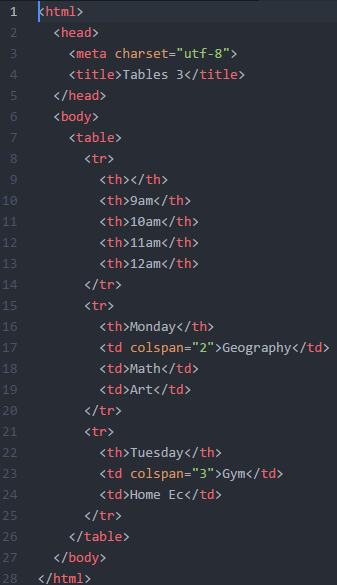 1 <html>
2 <head>
3 <meta charset="utf-8">
4 <title>Tables 3</title>
5 </head>
6 <body>
7 <table>
8 <tr>
9 <th></th>
10 <th>9am</th>
11 <th>10am</th>
12 <th>11am</th>
13 <th>12am</th>
14 </tr>
15 <tr>
16 <th>Monday</th>
17 <td colspan="2">Geography</td>
18 <td>Math</td>
19 <td>Art</td>
20 </tr>
21 <tr>
22 <th>Tuesday</th>
23 <td colspan="3">Gym</td>
24 <td>Home Ec</td>
25 </tr>
26 </table>
27 </body>
28 </html>